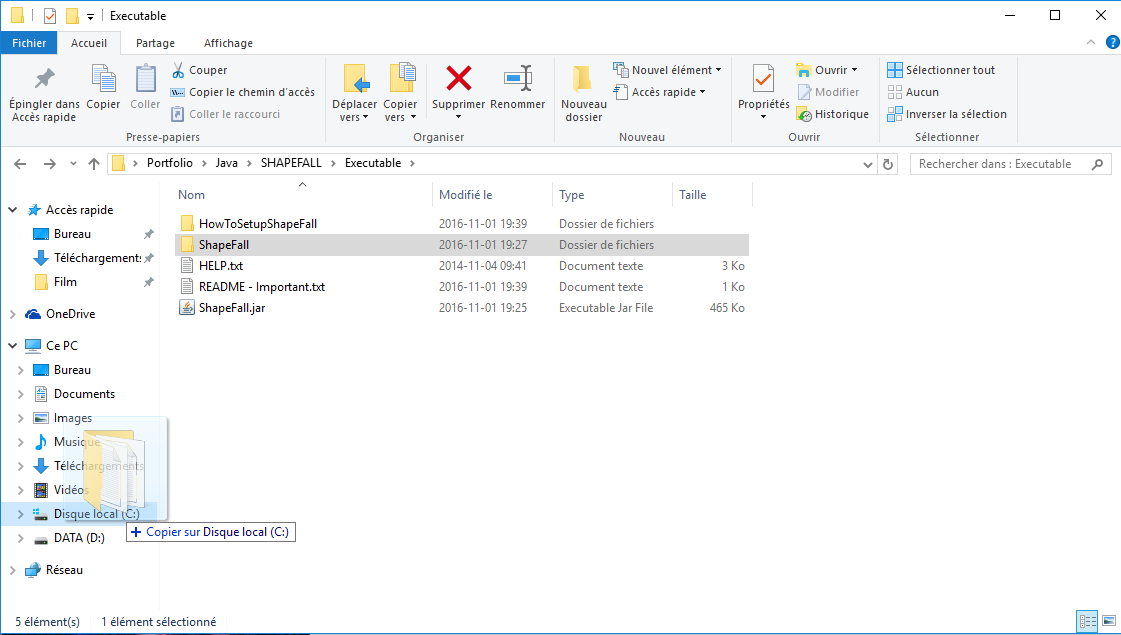 Executable
Fichier Accueil Partage Affichage
Épingler dans Accès rapide
Copier
Coller
Couper
Copier le chemin d'accès
Coller le raccourci
Presse-papiers
Déplacer vers
Copier vers
Supprimer
Renommer
Organiser
Nouveau dossier
Nouvel élément
Accès rapide
Nouveau
Propriétés
Ouvrir
Modifier
Historique
Ouvrir
Sélectionner tout
Aucun
Inverser la sélection
Sélectionner
Portfolio > Java > SHAPEFALL > Executable >
Rechercher dans : Executable
Accès rapide
Bureau
Téléchargements
Film
OneDrive
Ce PC
Bureau
Documents
Images
Musique
Téléchargements
Vidéos
Disque local (C:)
+ Copier sur Disque local (C:)
DATA (D:)
Réseau
Nom Modifié le Type Taille
HowToSetupShapeFall 2016-11-01 19:39 Dossier de fichiers
ShapeFall 2016-11-01 19:27 Dossier de fichiers
HELP.txt 2014-11-04 09:41 Document texte 3 Ko
README - Important.txt 2016-11-01 19:39 Document texte 1 Ko
ShapeFall.jar 2016-11-01 19:25 Executable Jar File 465 Ko
5 élément(s) 1 élément sélectionné